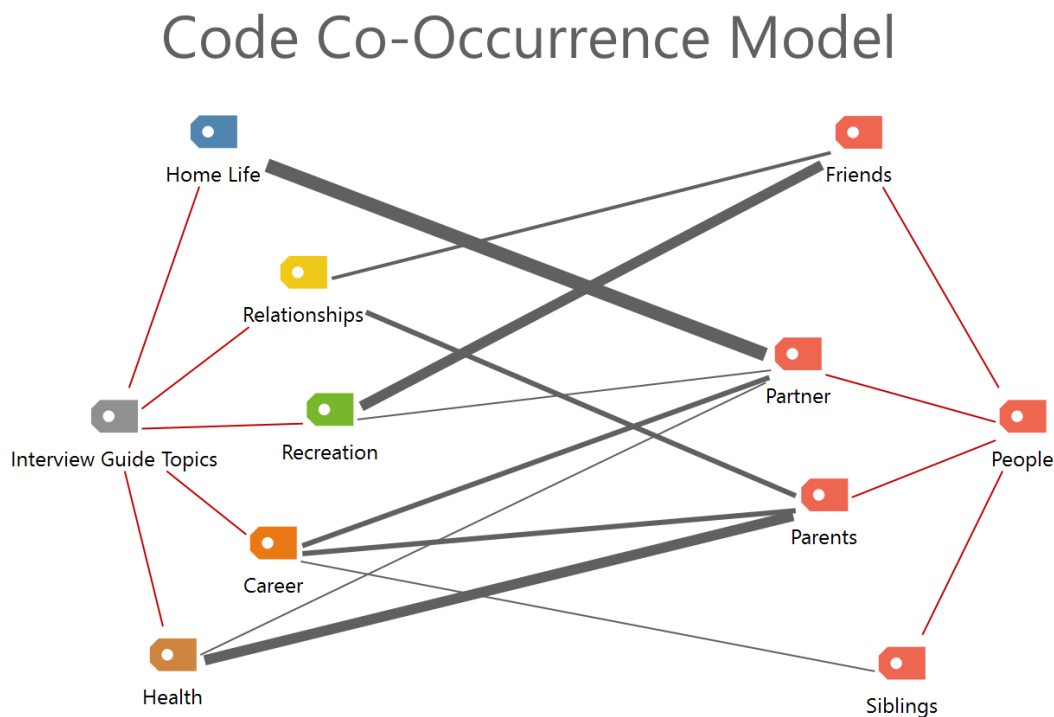 Code Co-Occurrence Model
Home Life
Friends
Relationships
Partner
Recreation
Interview Guide Topics
People
Parents
Career
Health
Siblings